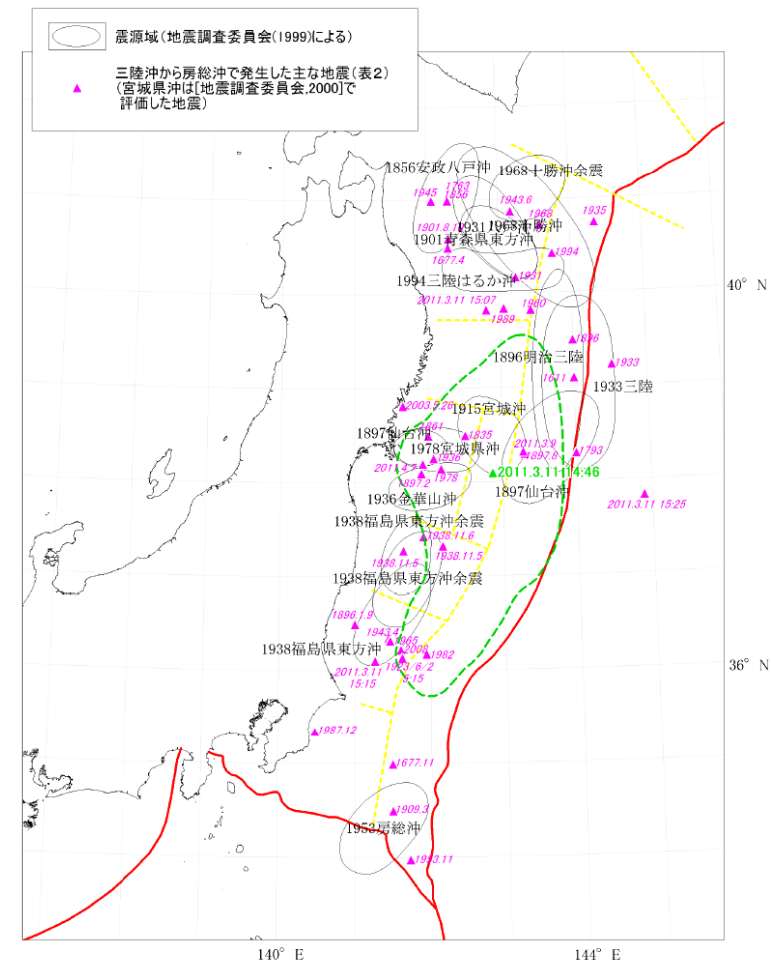 震源域(地震調査委員会(1999)による)
三陸沖から房総沖で発生した主な地震(表2)
(宮城県沖は[地震調査委員会,2000]で
評価した地震)
1856安政八戸沖
1968十勝沖余震
1763
1945
1856
1943.6
1968
1935
1968十勝沖
1901青森県東方沖
1677.4
1994
1994三陸はるか沖
1931
2011.3.11 15:07
1989
1960
40° N
1896
1896明治三陸
1933
1611
1933三陸
2003.5.26
1915宮城沖
1861
1897仙台沖
1835
1978宮城県沖
2011.3.9
1897.8
1793
1936
2011.4.7
1978
1897.2
2011.3.11 14:46
1897仙台沖
1936金華山沖
2011.3.11 15:25
1938福島県東方沖余震
1938.11.6
1938.11.5
1938.11.5
1938福島県東方沖余震
1896.1.9
1943.4
1965
1938福島県東方沖
2008
1982
36° N
2011.3.11
15:15
1923/6/2
5:15
1987.12
1677.11
1909.3
1953房総沖
1953.11
140° E
144° E